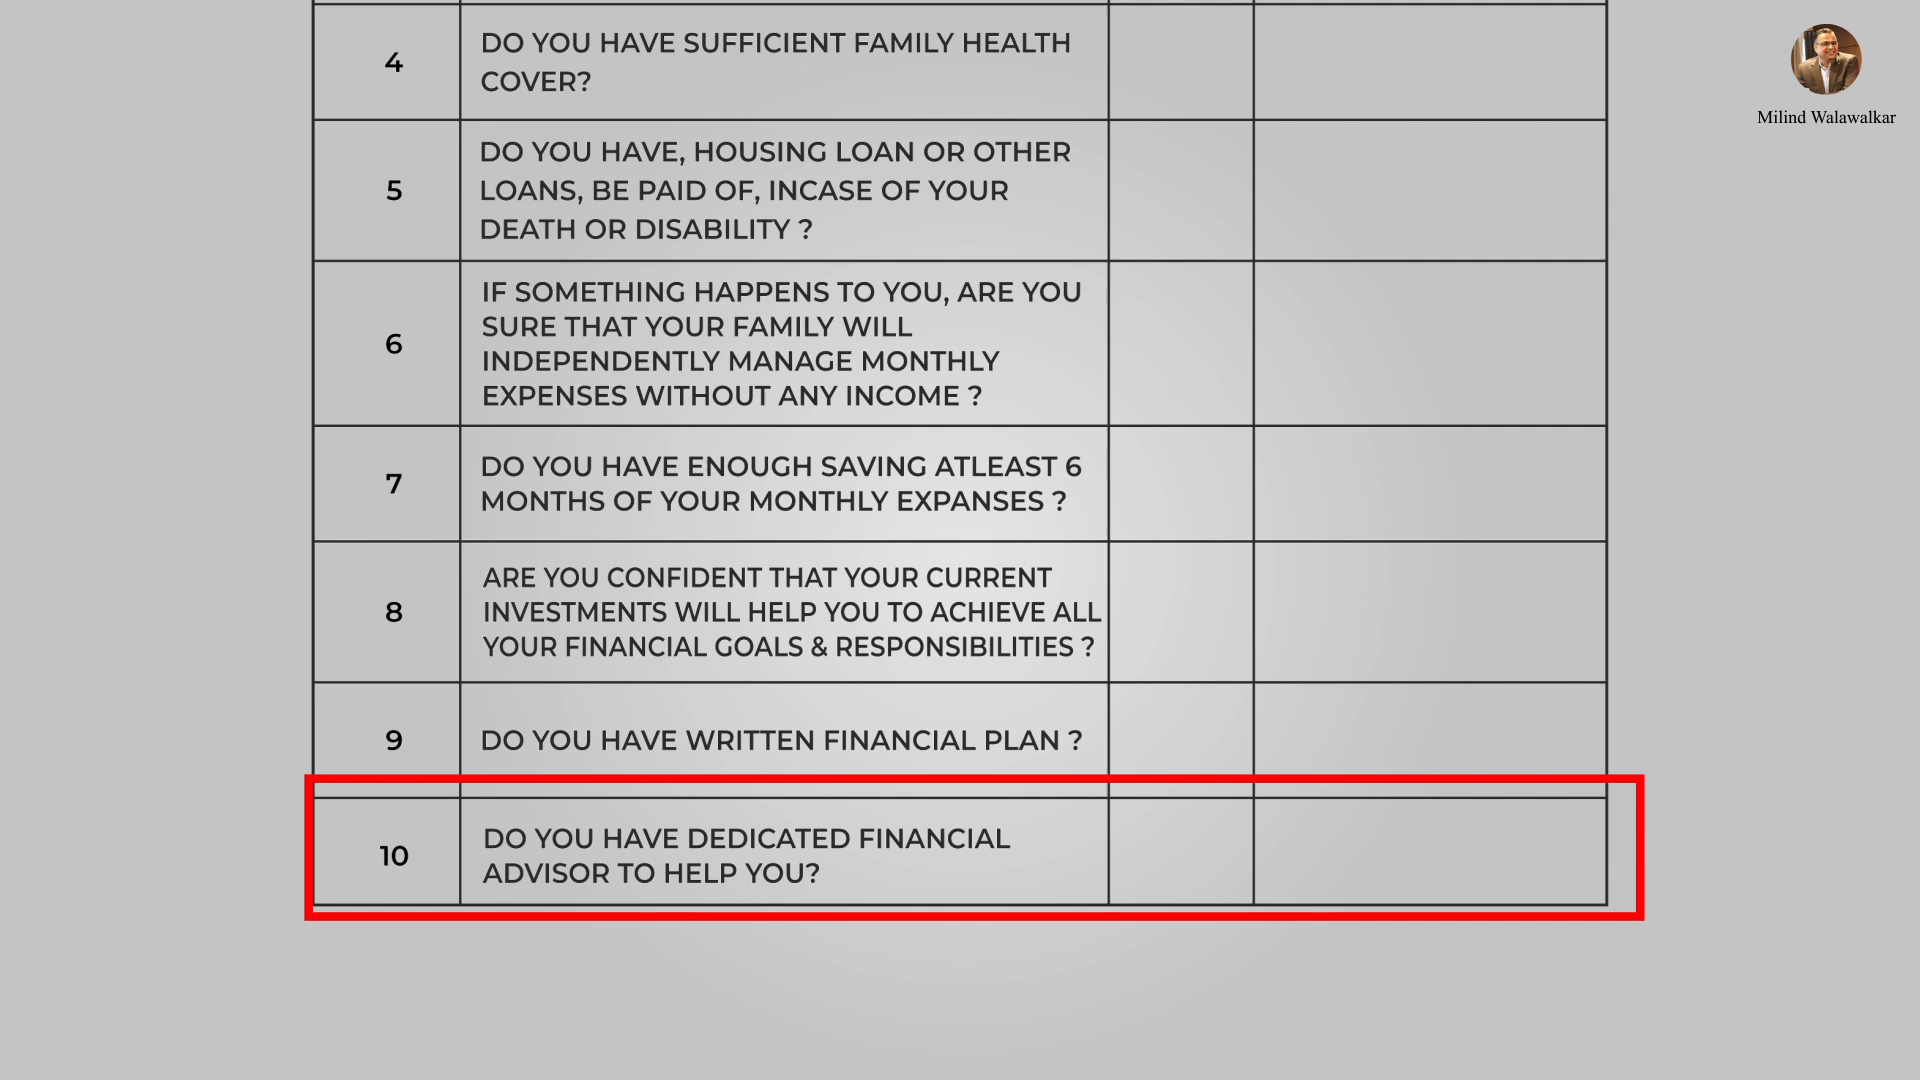 4
DO YOU HAVE SUFFICIENT FAMILY HEALTH
COVER?
5
DO YOU HAVE, HOUSING LOAN OR OTHER
LOANS, BE PAID OF, INCASE OF YOUR
DEATH OR DISABILITY ?
6
IF SOMETHING HAPPENS TO YOU, ARE YOU
SURE THAT YOUR FAMILY WILL
INDEPENDENTLY MANAGE MONTHLY
EXPENSES WITHOUT ANY INCOME ?
7
DO YOU HAVE ENOUGH SAVING ATLEAST 6
MONTHS OF YOUR MONTHLY EXPANSES ?
8
ARE YOU CONFIDENT THAT YOUR CURRENT
INVESTMENTS WILL HELP YOU TO ACHIEVE ALL
YOUR FINANCIAL GOALS & RESPONSIBILITIES ?
9
DO YOU HAVE WRITTEN FINANCIAL PLAN ?
10
DO YOU HAVE DEDICATED FINANCIAL
ADVISOR TO HELP YOU?
Milind Walawalkar